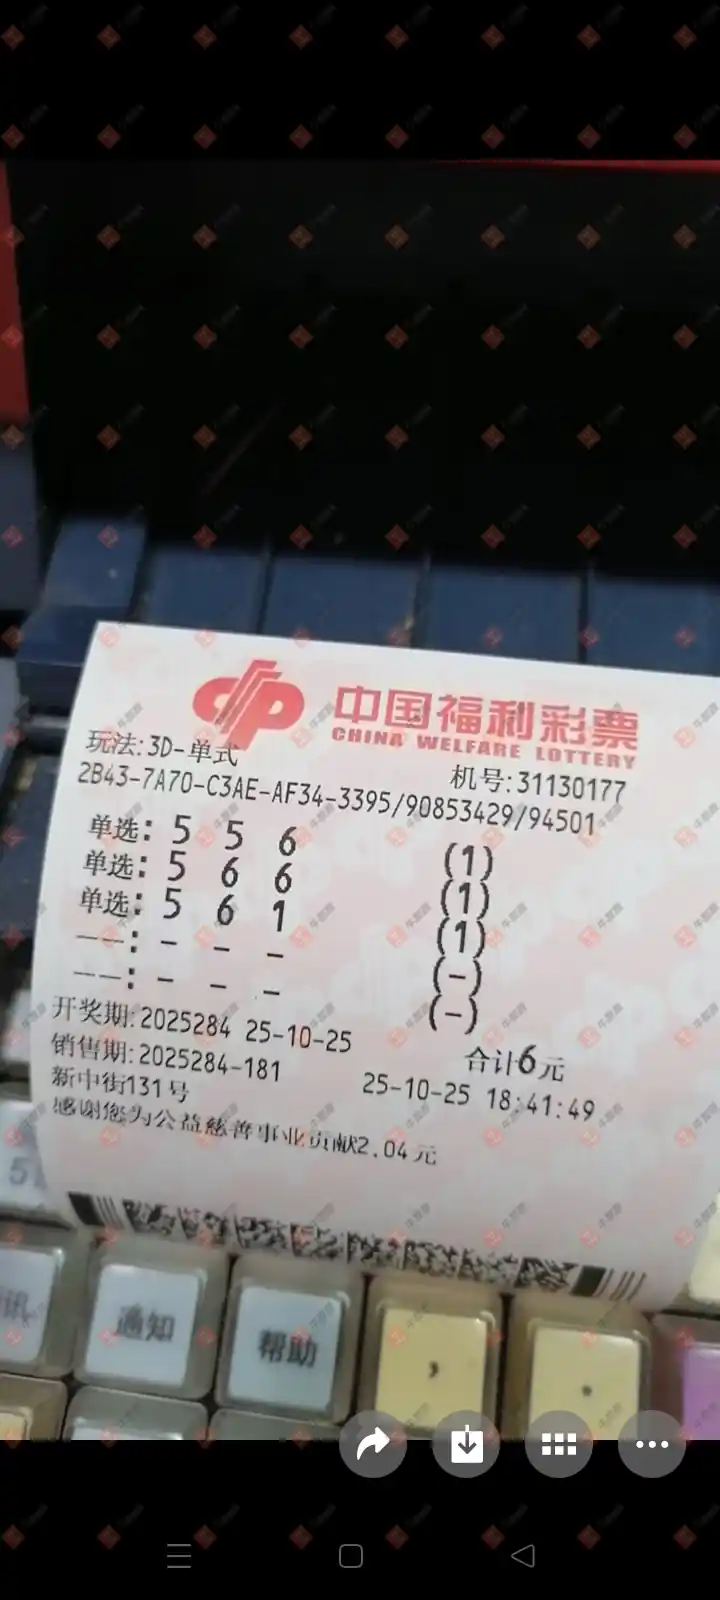 中国福利彩票
CHINA WELFARE LOTTERY
玩法:3D-单式 机号:31130177
2B43-7A70-C3AE-AF34-3395/90853429/94501
单选: 5 5 6 (1)
单选: 5 6 6 (1)
单选: 5 6 1 (1)
--: - - - (-)
--: - - - (-)
开奖期:2025284 25-10-25 合计6元
销售期:2025284-181 25-10-25 18:41:49
新中街131号
感谢您为公益慈善事业贡献2.04元
通知
帮助
,
.